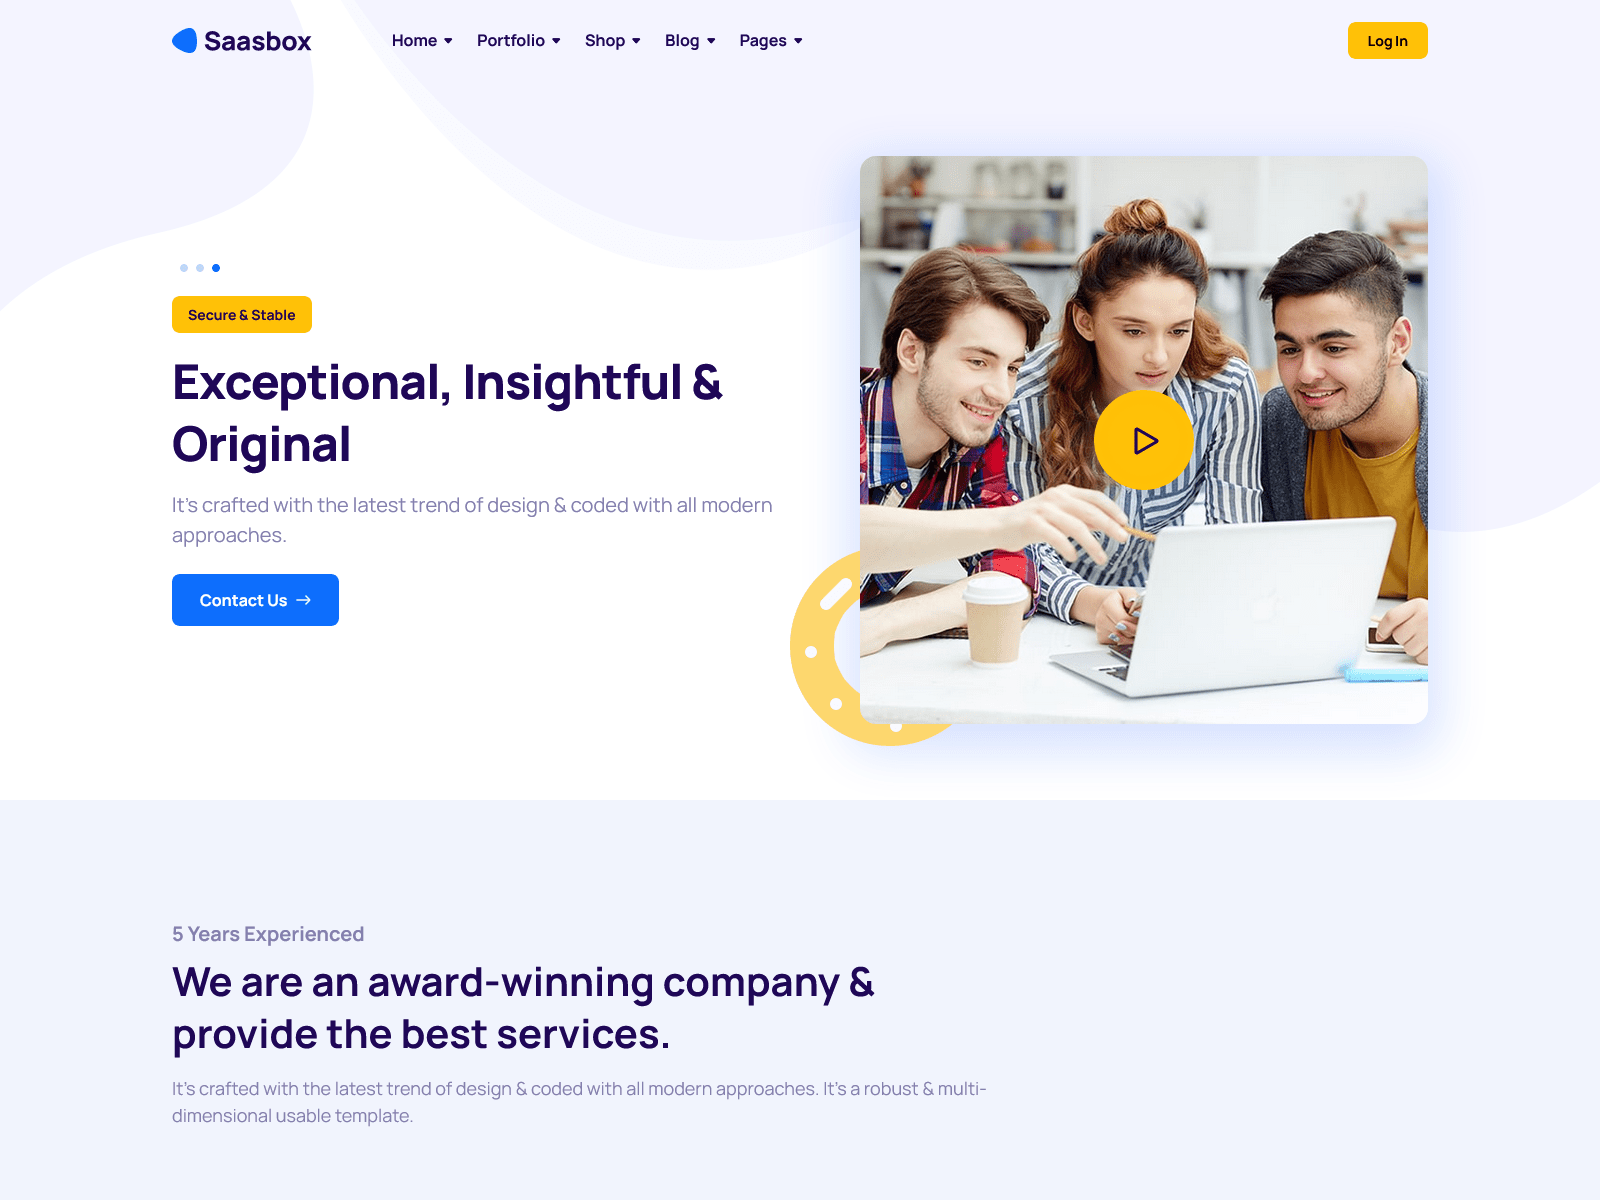 Saasbox
Home
Portfolio
Shop
Blog
Pages
Log In
Secure & Stable
Exceptional, Insightful &
Original
It's crafted with the latest trend of design & coded with all modern
approaches.
Contact Us
5 Years Experienced
We are an award-winning company &
provide the best services.
It's crafted with the latest trend of design & coded with all modern approaches. It's a robust & multi-
dimensional usable template.